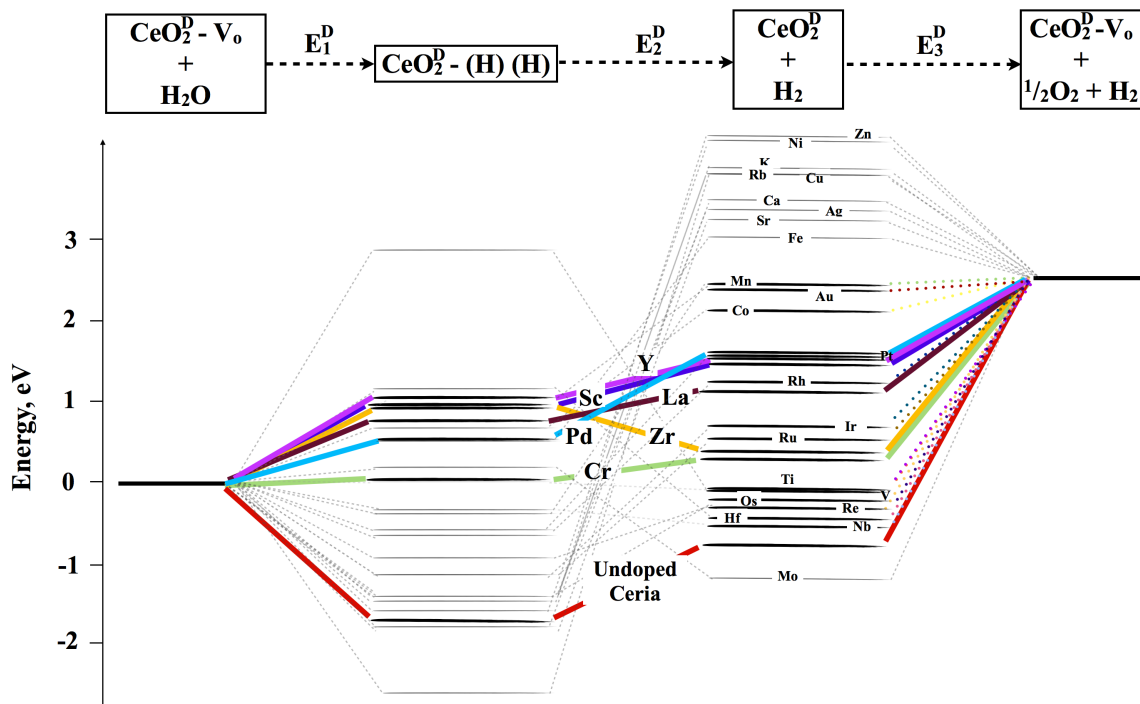 CeO₂ᴰ - Vₒ
+
H₂O
E₁ᴰ
CeO₂ᴰ - (H) (H)
E₂ᴰ
CeO₂ᴰ
+
H₂
E₃ᴰ
CeO₂ᴰ-Vₒ
+
½O₂ + H₂
Energy, eV
3
2
1
0
-1
-2
Zn
Ni
K
Rb
Cu
Ca
Ag
Sr
Fe
Mn
Au
Co
Y
Pt
Sc
La
Rh
Pd
Zr
Ir
Ru
Cr
Ti
V
Os
Re
Hf
Nb
Undoped
Ceria
Mo